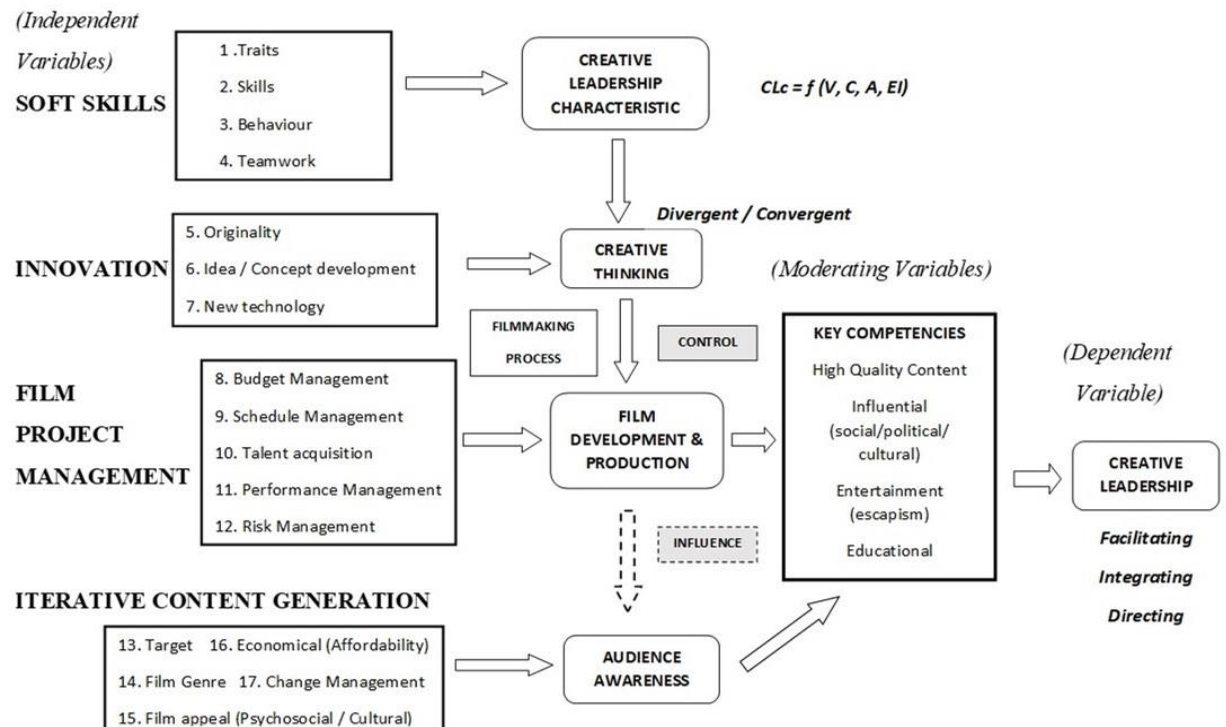 (Independent
Variables)
SOFT SKILLS
1 .Traits
2. Skills
3. Behaviour
4. Teamwork
CREATIVE
LEADERSHIP
CHARACTERISTIC
CLc = f (V, C, A, EI)
Divergent / Convergent
INNOVATION
5. Originality
6. Idea / Concept development
7. New technology
CREATIVE
THINKING
(Moderating Variables)
FILMMAKING
PROCESS
CONTROL
FILM
PROJECT
MANAGEMENT
8. Budget Management
9. Schedule Management
10. Talent acquisition
11. Performance Management
12. Risk Management
FILM
DEVELOPMENT &
PRODUCTION
KEY COMPETENCIES
High Quality Content
Influential
(social/political/
cultural)
Entertainment
(escapism)
Educational
(Dependent
Variable)
CREATIVE
LEADERSHIP
Facilitating
Integrating
Directing
INFLUENCE
ITERATIVE CONTENT GENERATION
13. Target 16. Economical (Affordability)
14. Film Genre 17. Change Management
15. Film appeal (Psychosocial / Cultural)
AUDIENCE
AWARENESS